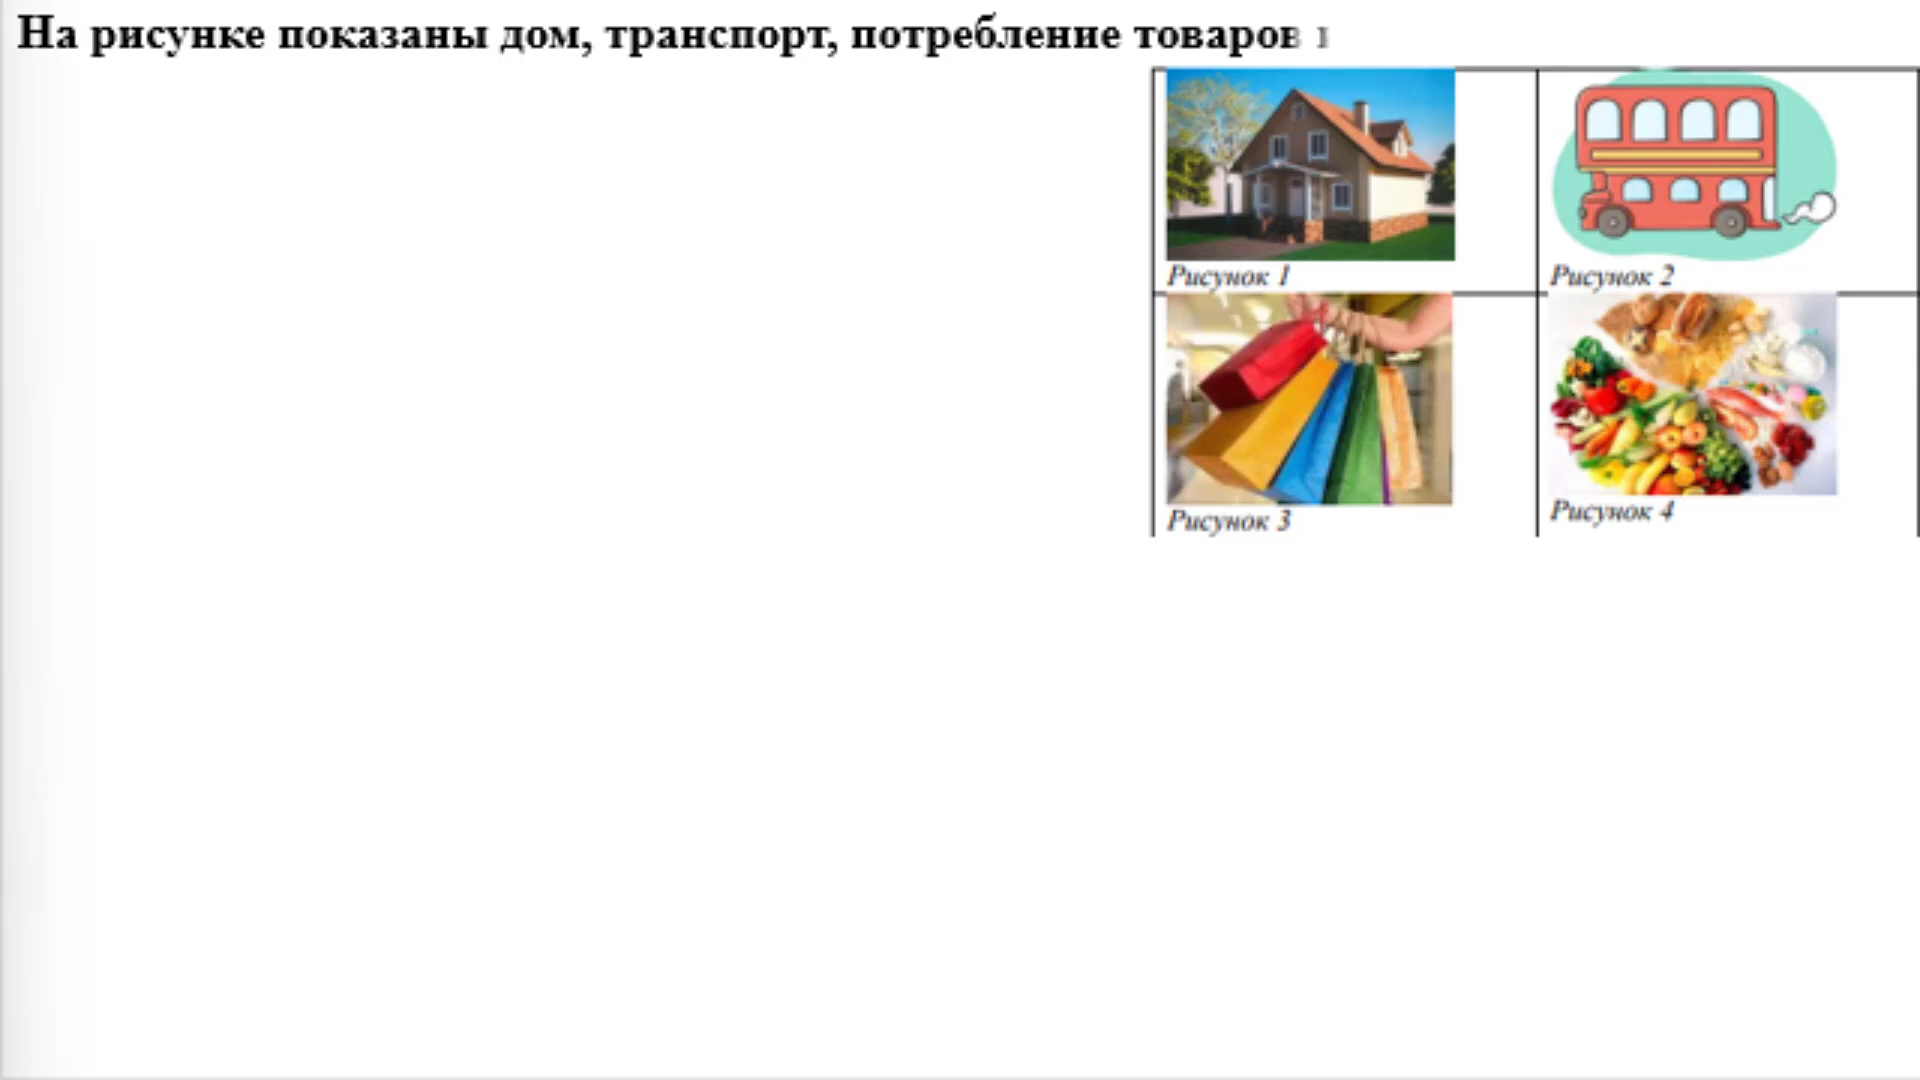 На рисунке показаны дом, транспорт, потребление товаров
Рисунок 1
Рисунок 2
Рисунок 3
Рисунок 4